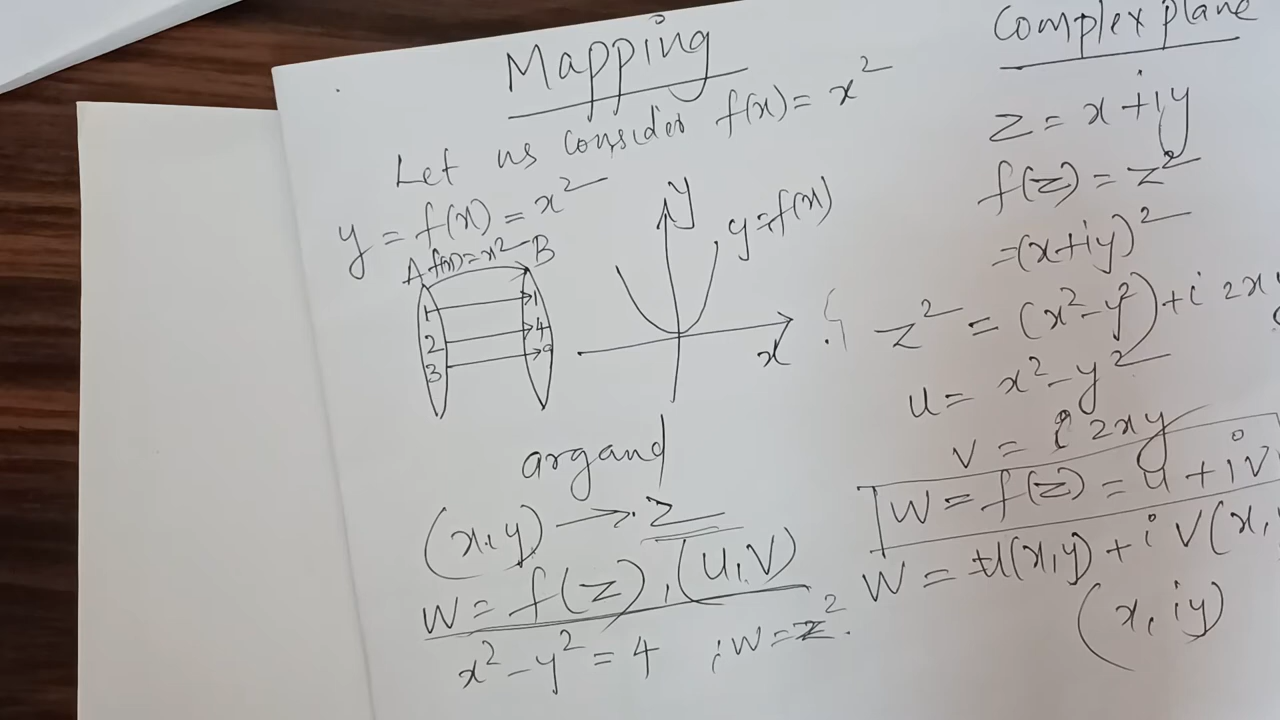 Mapping
Let us consider f(x) = x²
y = f(x) = x²
A f(x)=x² B
1 1
2 4
3 9
y
y=f(x)
x
argand
(x,y) → z
W = f(z), (u,v)
x² - y² = 4 ; W = z².
Complex plane
z = x + iy
f(z) = z²
= (x+iy)²
z² = (x² - y²) + i 2xy
u = x² - y²
v = i 2xy
W = f(z) = u + iv
W = u(x,y) + i v(x,
(x, iy)